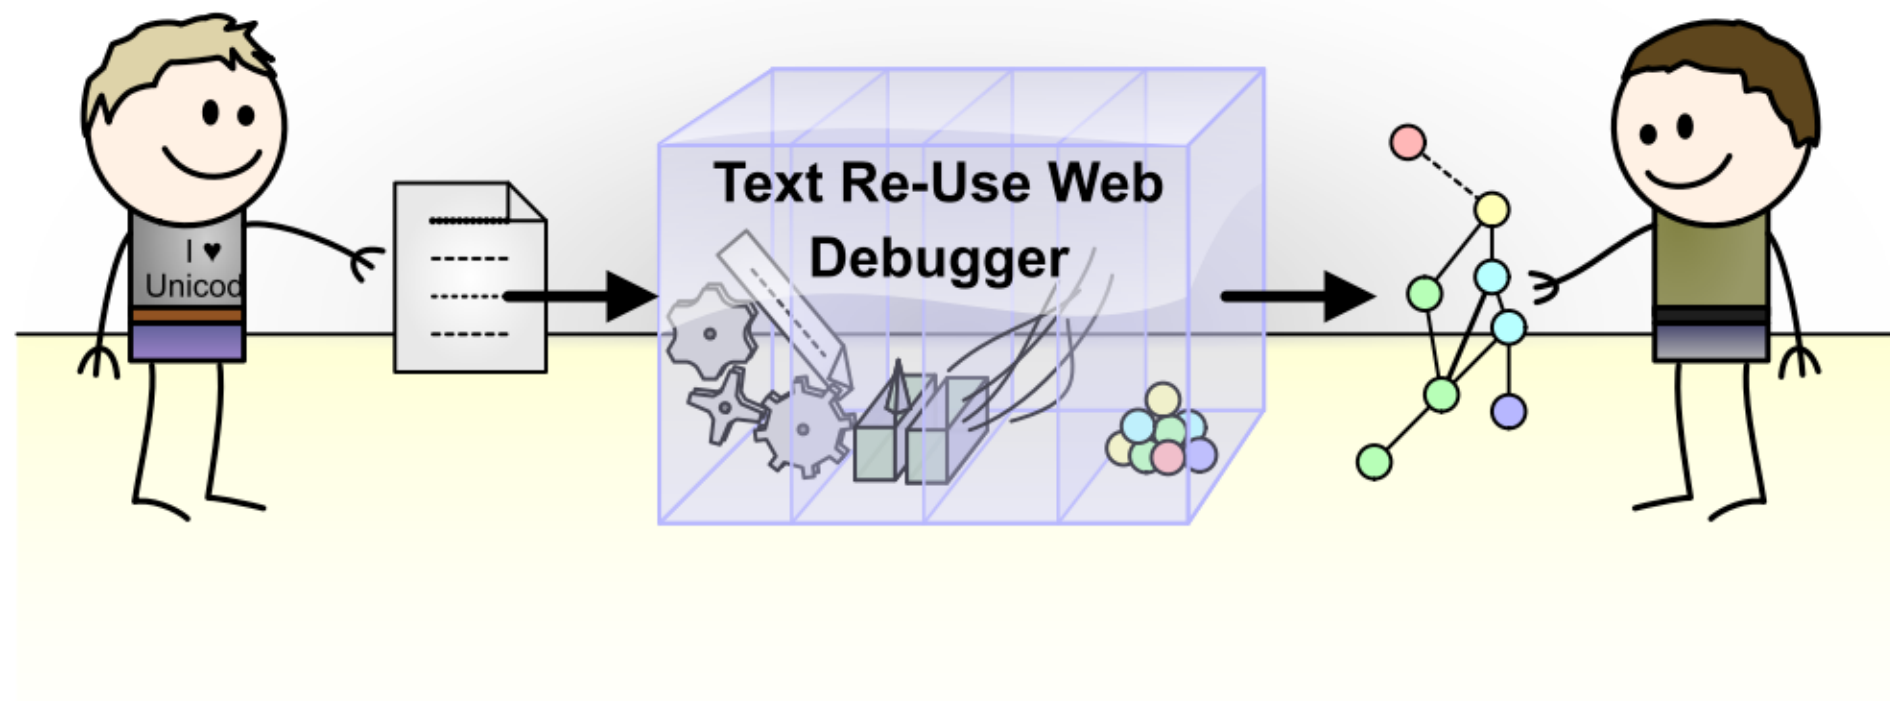 I ♥
Unicod
Text Re-Use Web
Debugger